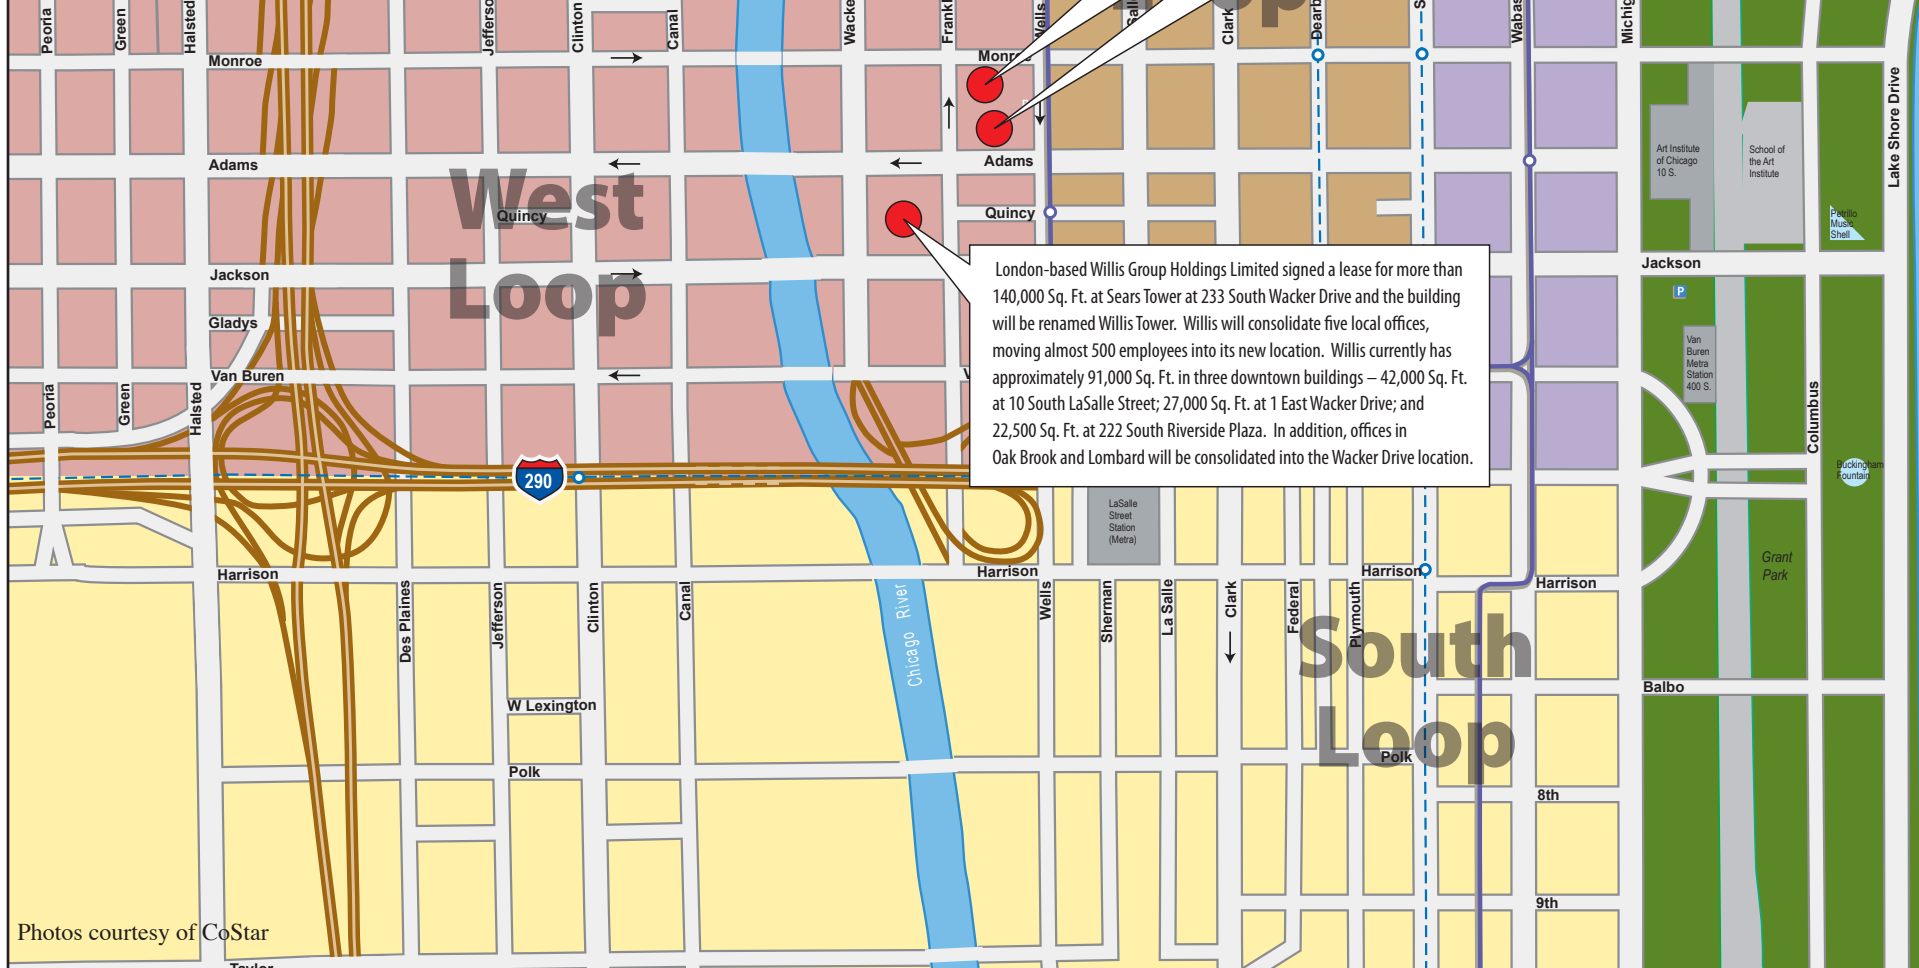 Peoria
Green
Halsted
Jefferso
Clinton
Canal
Wacke
Frankl
Wells
Clark
Dearb
S
Wabas
Michig
Loop
Monroe
Monroe
Lake Shore Drive
Adams
Adams
Art Institute
of Chicago
10 S.
School of
the Art
Institute
West
Loop
Quincy
Quincy
Petrillo
Music
Shell
Jackson
Jackson
P
London-based Willis Group Holdings Limited signed a lease for more than
140,000 Sq. Ft. at Sears Tower at 233 South Wacker Drive and the building
will be renamed Willis Tower. Willis will consolidate five local offices,
moving almost 500 employees into its new location. Willis currently has
approximately 91,000 Sq. Ft. in three downtown buildings – 42,000 Sq. Ft.
at 10 South LaSalle Street; 27,000 Sq. Ft. at 1 East Wacker Drive; and
22,500 Sq. Ft. at 222 South Riverside Plaza. In addition, offices in
Oak Brook and Lombard will be consolidated into the Wacker Drive location.
Gladys
Van Buren
Van
Buren
Metra
Station
400 S.
Peoria
Green
Halsted
Columbus
Buckingham
Fountain
290
LaSalle
Street
Station
(Metra)
Grant
Park
Harrison
Harrison
Harrison
Harrison
Des Plaines
Jefferson
Clinton
Canal
Chicago River
Wells
Sherman
La Salle
Clark
Federal
Plymouth
South
Loop
Balbo
W Lexington
Polk
Polk
8th
9th
Photos courtesy of CoStar
Taylor